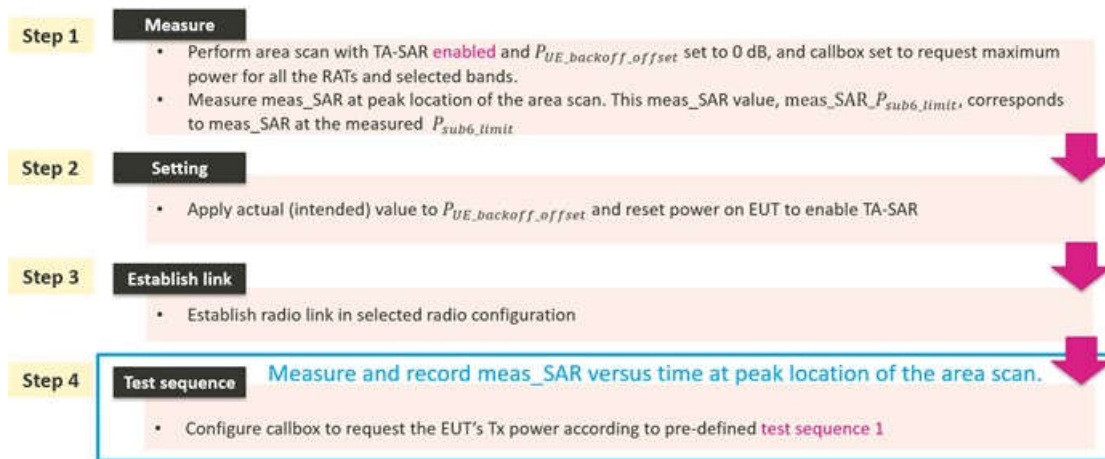 Step 1
Measure
• Perform area scan with TA-SAR enabled and P_UE_backoff_offset set to 0 dB, and callbox set to request maximum
power for all the RATs and selected bands.
• Measure meas_SAR at peak location of the area scan. This meas_SAR value, meas_SAR_P_sub6_limit, corresponds
to meas_SAR at the measured P_sub6_limit
Step 2
Setting
• Apply actual (intended) value to P_UE_backoff_offset and reset power on EUT to enable TA-SAR
Step 3
Establish link
• Establish radio link in selected radio configuration
Step 4
Test sequence
Measure and record meas_SAR versus time at peak location of the area scan.
• Configure callbox to request the EUT's Tx power according to pre-defined test sequence 1